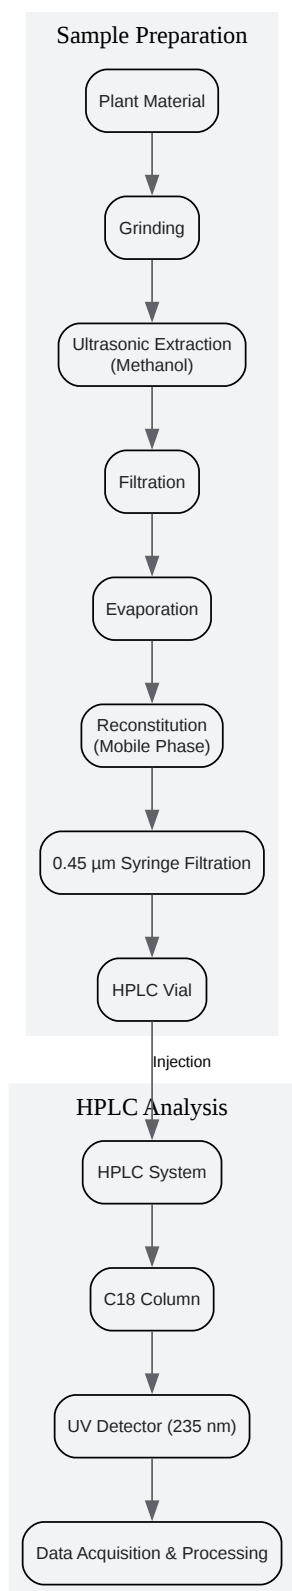 Sample Preparation
Plant Material
Grinding
Ultrasonic Extraction
(Methanol)
Filtration
Evaporation
Reconstitution
(Mobile Phase)
0.45 µm Syringe Filtration
HPLC Vial
Injection
HPLC Analysis
HPLC System
C18 Column
UV Detector (235 nm)
Data Acquisition & Processing